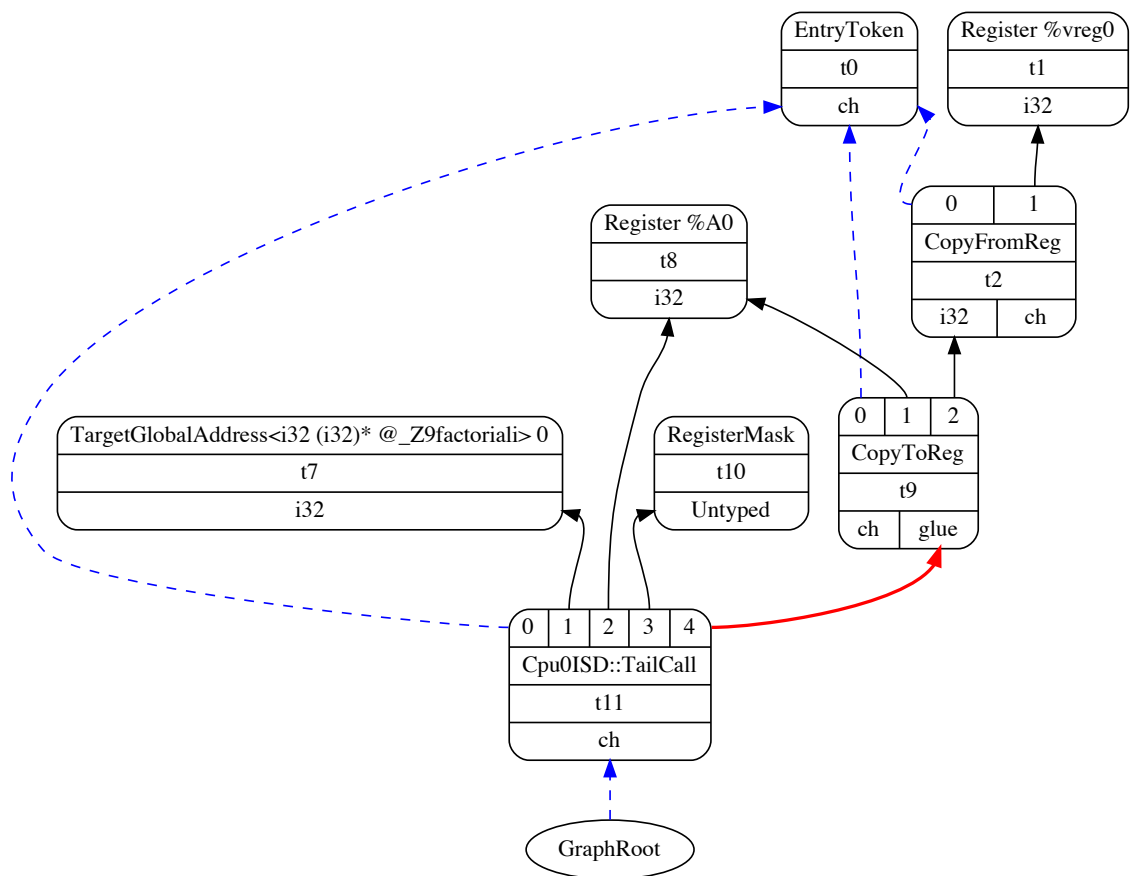 EntryToken
t0
ch
Register %vreg0
t1
i32
0 1
CopyFromReg
t2
i32 ch
Register %A0
t8
i32
TargetGlobalAddress<i32 (i32)* @_Z9factoriali> 0
t7
i32
RegisterMask
t10
Untyped
0 1 2
CopyToReg
t9
ch glue
0 1 2 3 4
Cpu0ISD::TailCall
t11
ch
GraphRoot